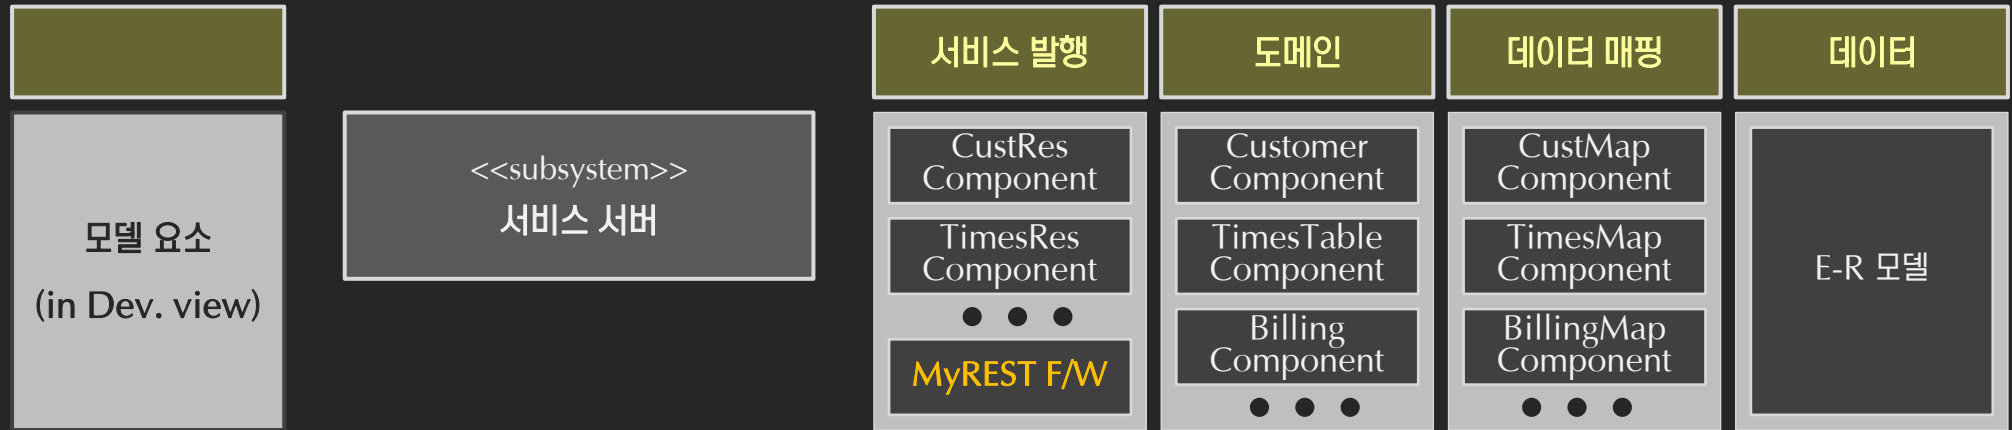 서비스 발행
도메인
데이터 매핑
데이터
모델 요소
(in Dev. view)
<<subsystem>>
서비스 서버
CustRes
Component
TimesRes
Component
MyREST F/W
Customer
Component
TimesTable
Component
Billing
Component
CustMap
Component
TimesMap
Component
BillingMap
Component
E-R 모델